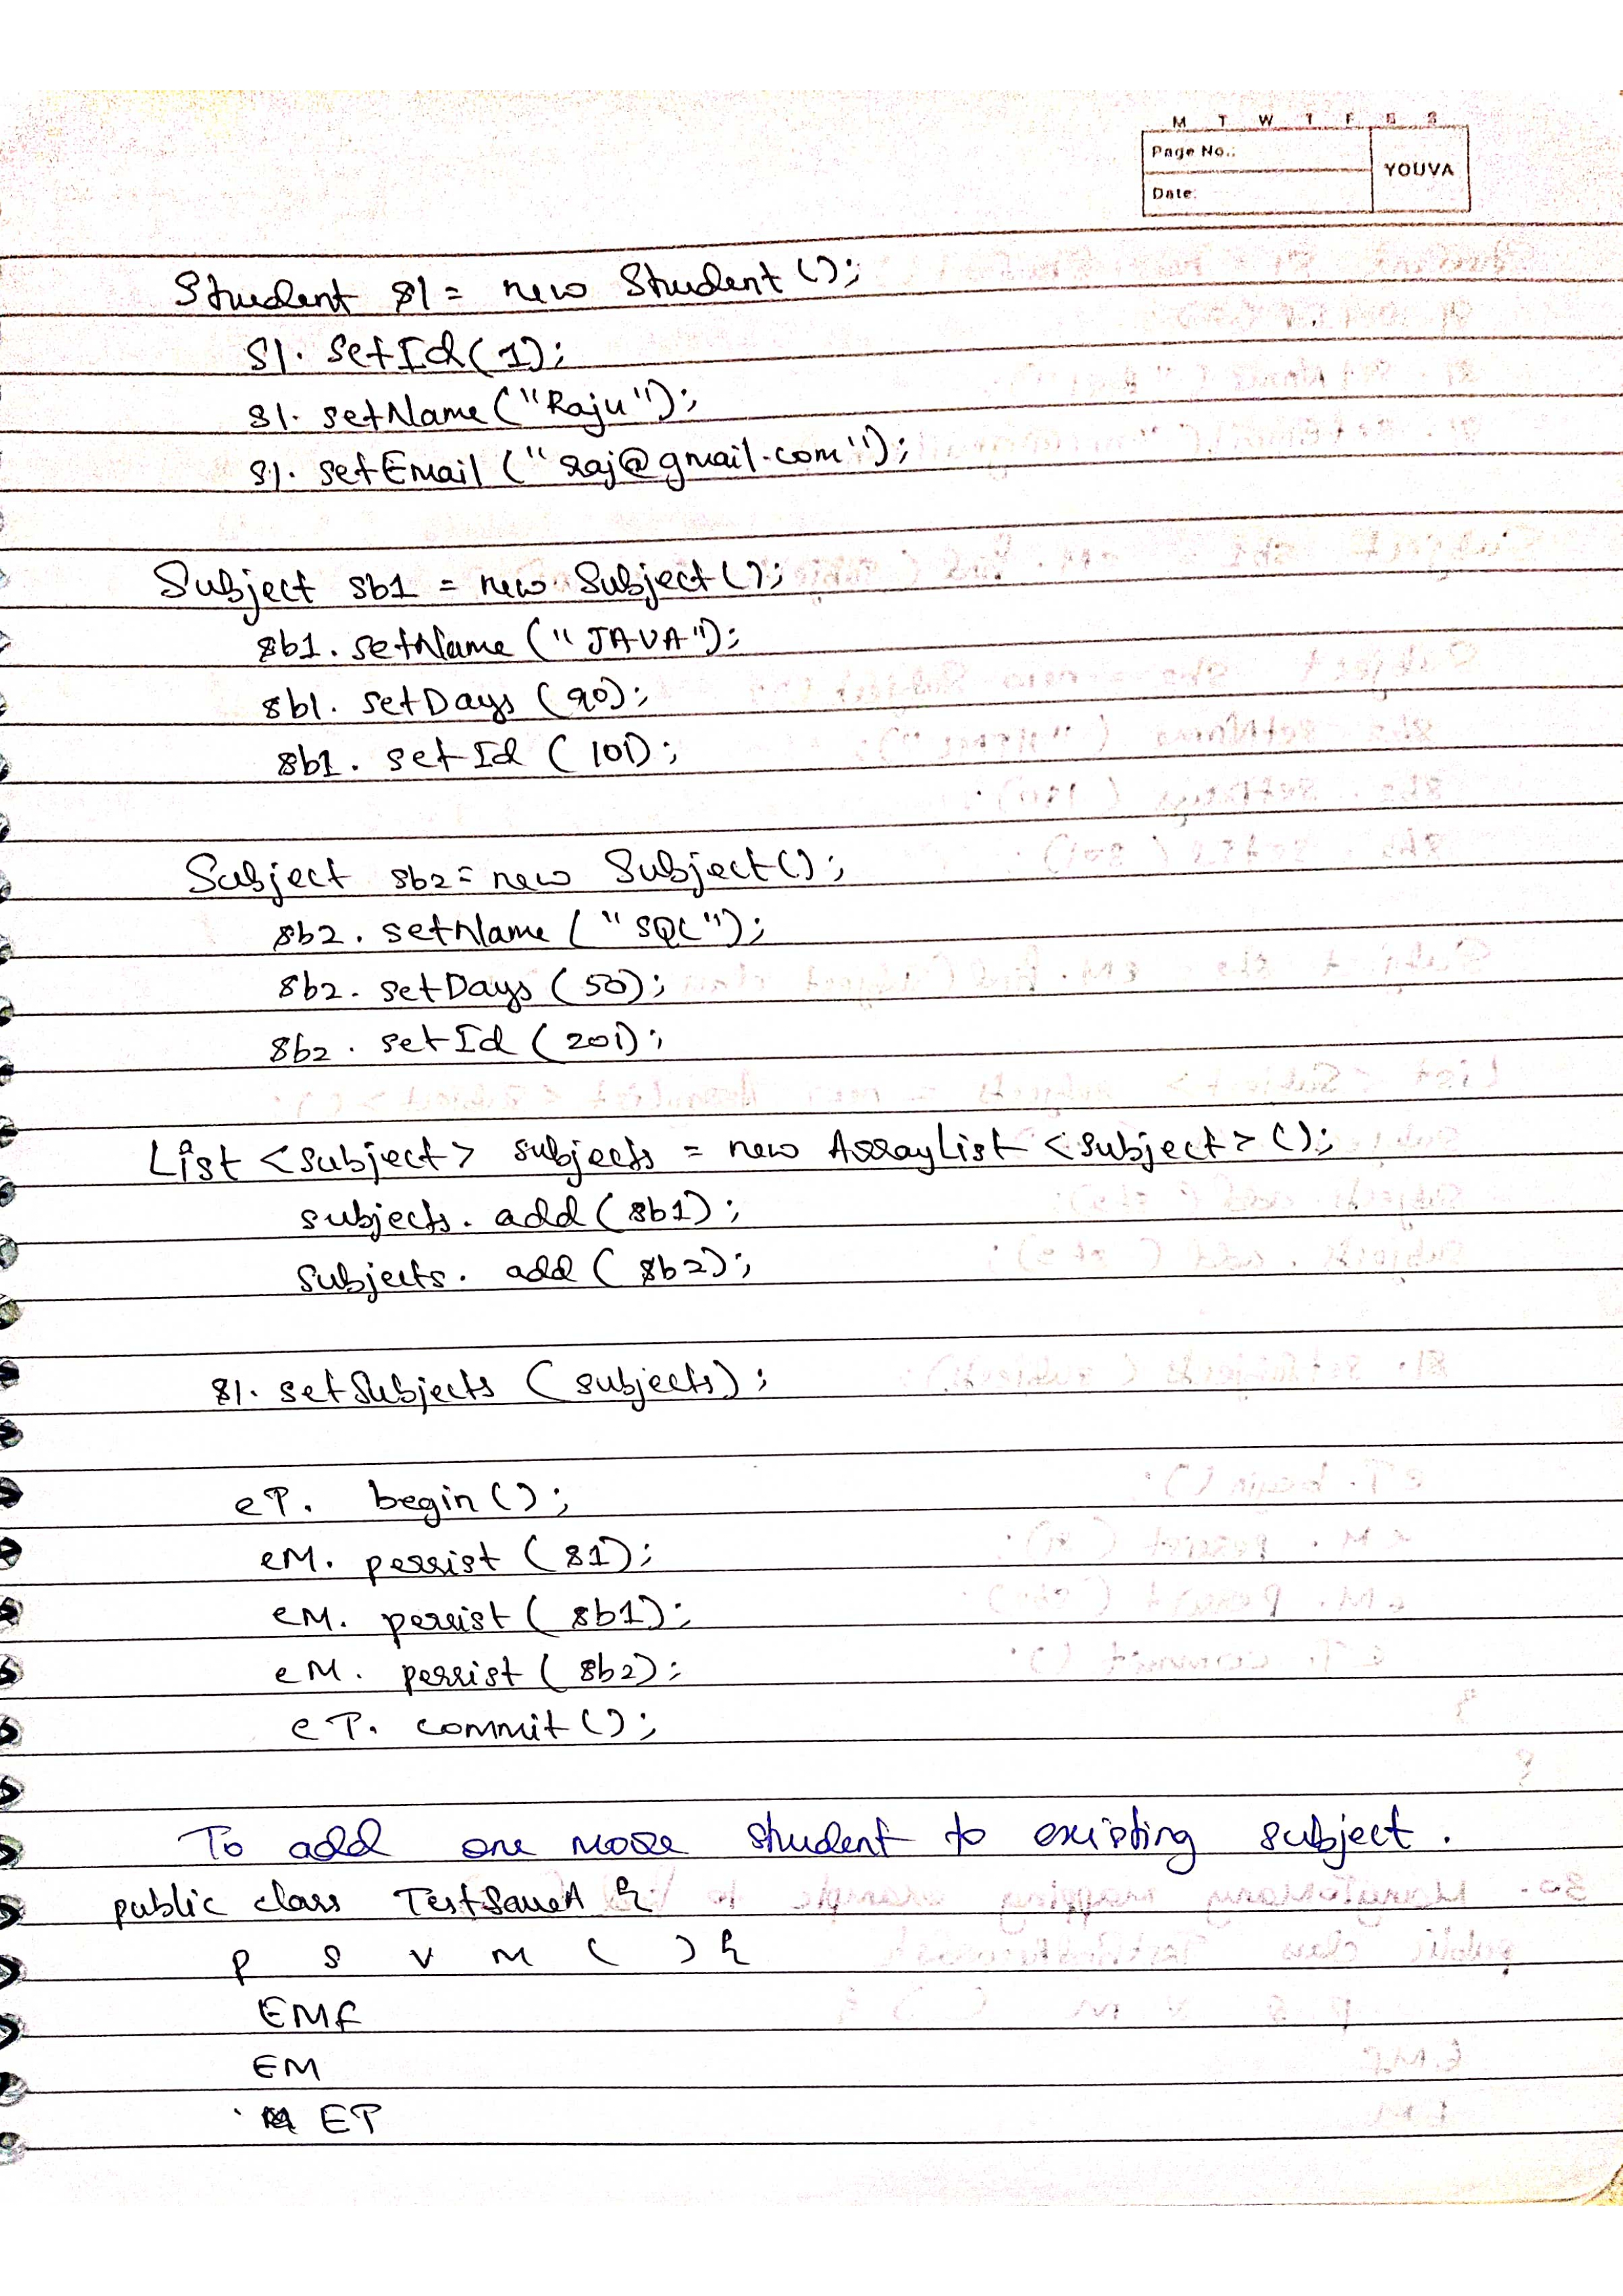 M T W T F S S
Page No.:
YOUVA
Date:
Student s1 = new Student();
s1. setId(1);
s1. setName("Raju");
s1. setEmail("raj@gmail.com");
Subject sb1 = new Subject();
sb1. setName("JAVA");
sb1. setDays(90);
sb1. setId(101);
Subject sb2 = new Subject();
sb2. setName("SQL");
sb2. setDays(50);
sb2. setId(201);
List <subject> subjects = new ArrayList <subject> ();
subjects. add(sb1);
subjects. add(sb2);
s1. setSubjects (subjects);
eT. begin();
eM. persist(s1);
eM. persist(sb1);
eM. persist(sb2);
eT. commit();
To add one more student to existing subject.
public class TestSaveA {
p s v m ( ) {
EMF
EM
ET